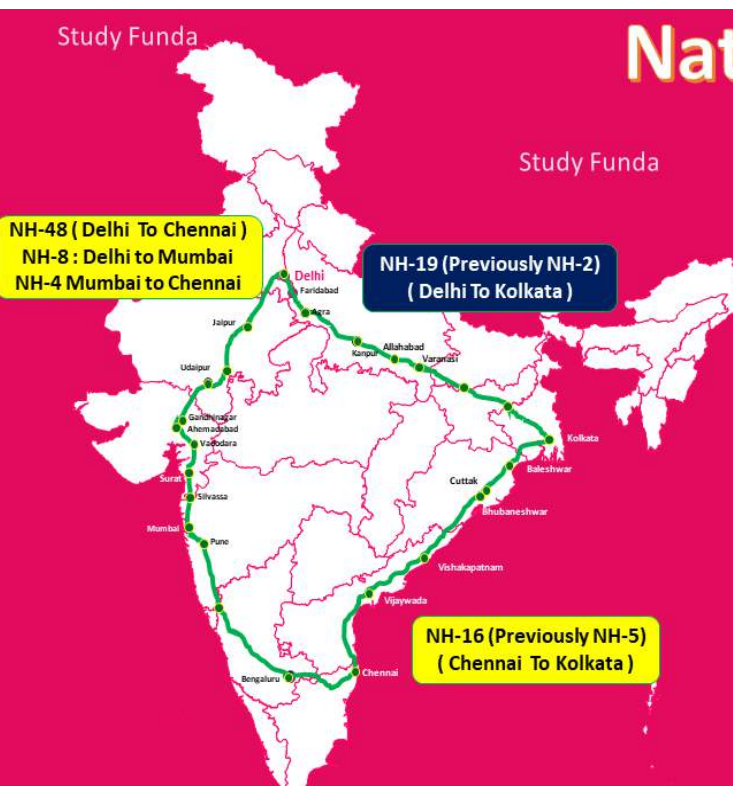 Study Funda
Nat
Study Funda
NH-48 ( Delhi To Chennai )
NH-8 : Delhi to Mumbai
NH-4 Mumbai to Chennai
NH-19 (Previously NH-2)
( Delhi To Kolkata )
Delhi
Faridabad
Agra
Jaipur
Kanpur
Allahabad
Varanasi
Udaipur
Gandhinagar
Ahemadabad
Vadodara
Kolkata
Baleshwar
Surat
Cuttak
Silvassa
Bhubaneshwar
Mumbai
Pune
Vishakapatnam
Vijaywada
NH-16 (Previously NH-5)
( Chennai To Kolkata )
Bengaluru
Chennai